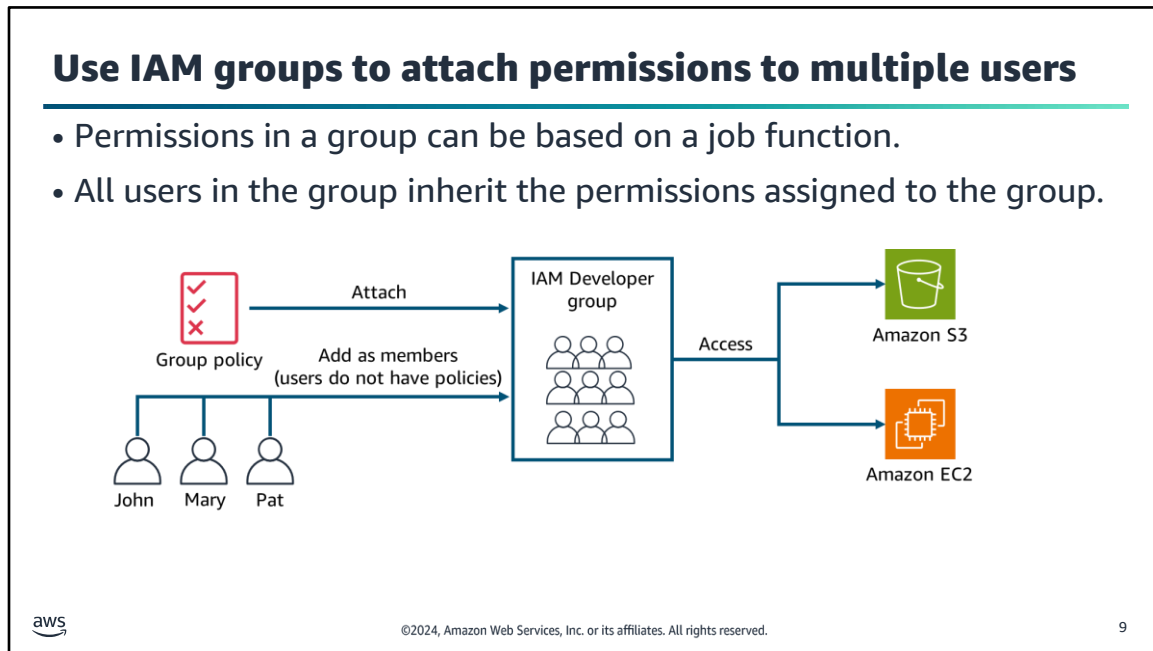 Use IAM groups to attach permissions to multiple users
• Permissions in a group can be based on a job function.
• All users in the group inherit the permissions assigned to the group.
Group policy
Attach
Add as members
(users do not have policies)
John
Mary
Pat
IAM Developer
group
Access
Amazon S3
Amazon EC2
aws
©2024, Amazon Web Services, Inc. or its affiliates. All rights reserved.
9